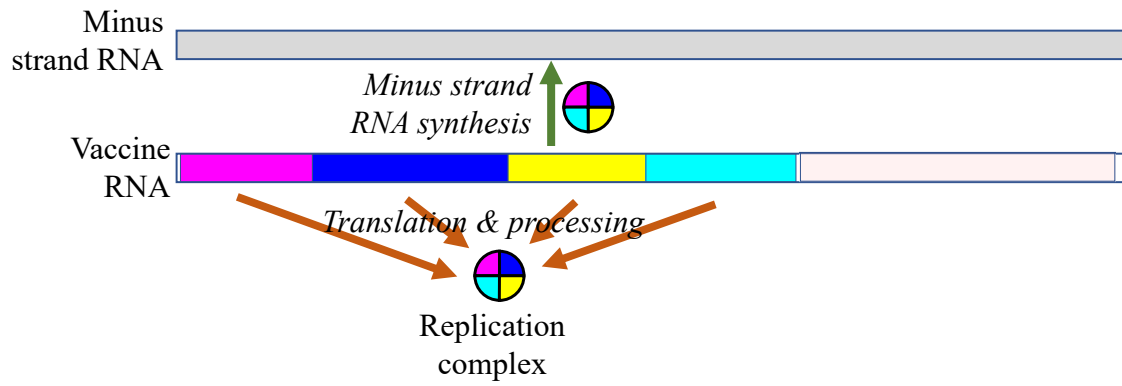 Minus
strand RNA
Minus strand
RNA synthesis
Vaccine
RNA
Translation & processing
Replication
complex